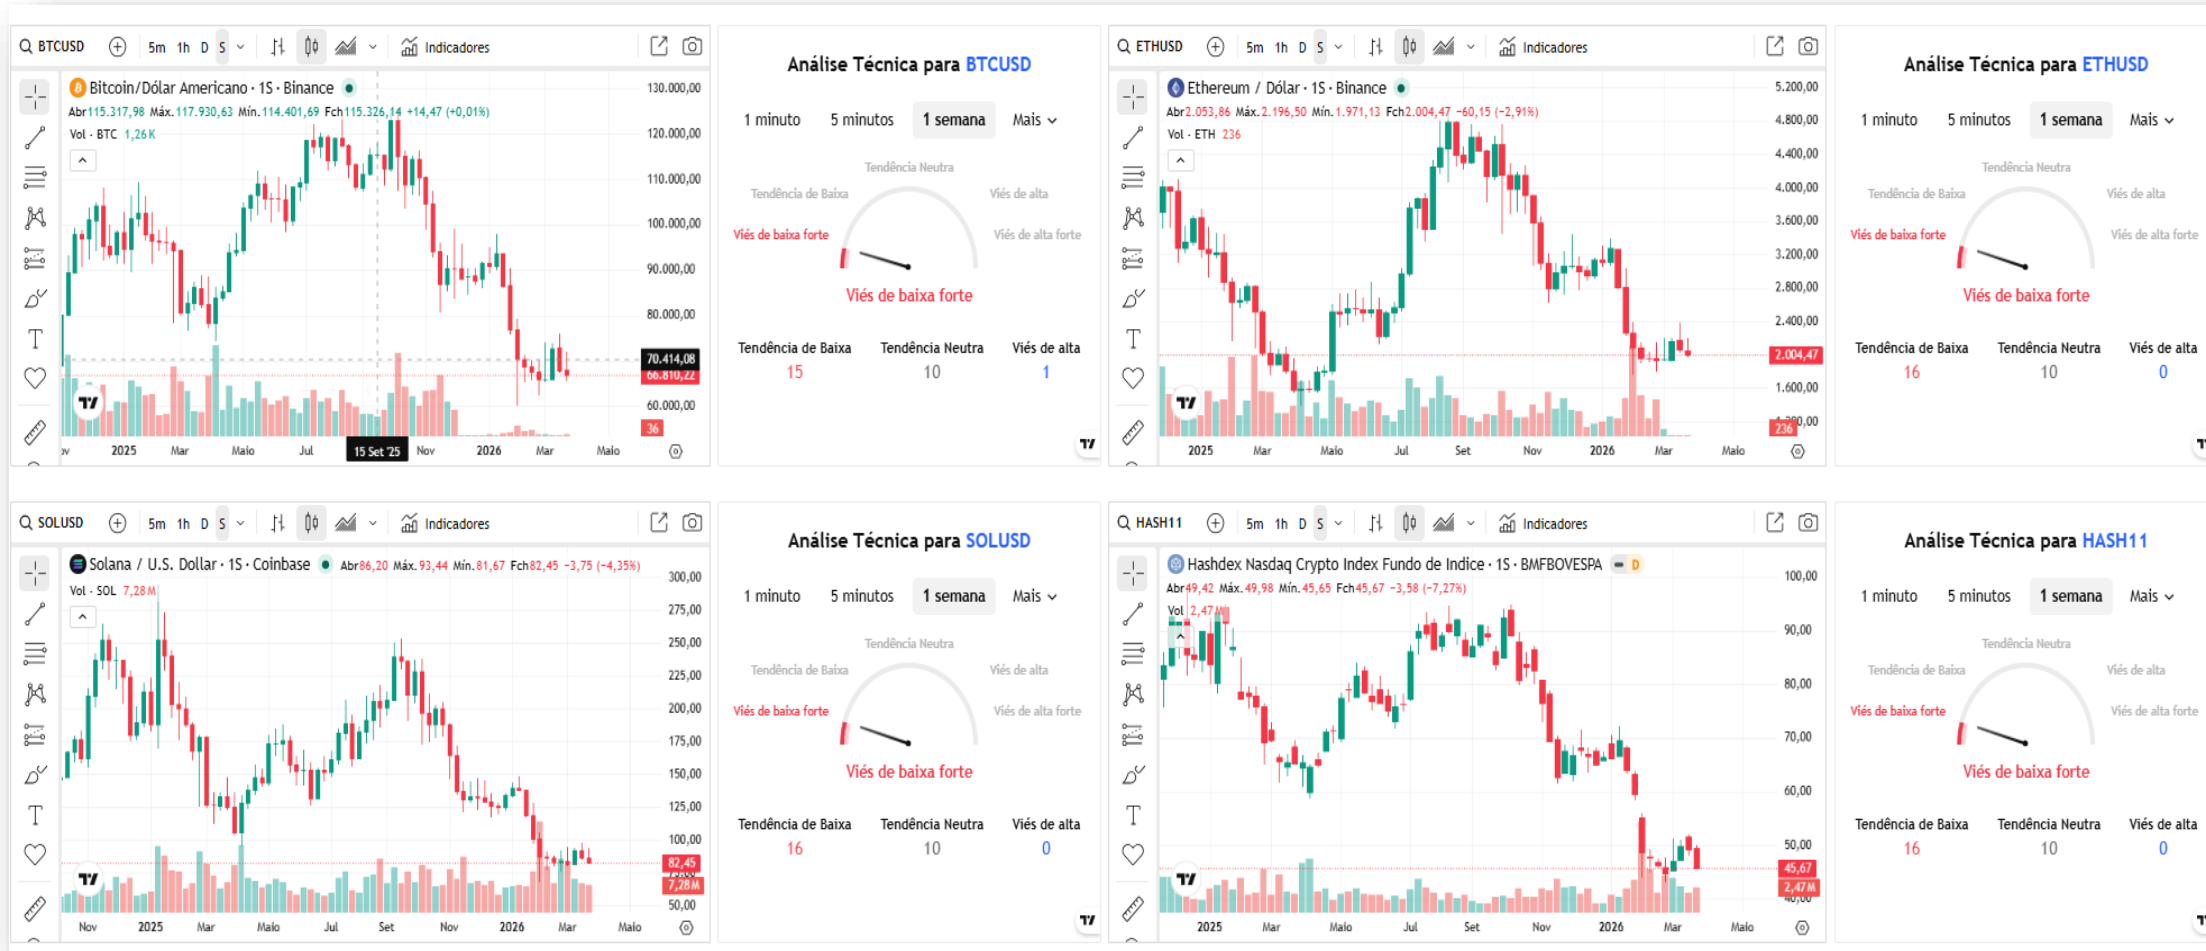 BTCUSD 5m 1h D S Indicadores
Bitcoin/Dólar Americano · 1S · Binance
Abr115.317,98 Máx.117.930,63 Mín.114.401,69 Fch115.326,14 +14,47 (+0,01%)
Vol · BTC 1,26K
130.000,00
120.000,00
110.000,00
100.000,00
90.000,00
80.000,00
70.414,08
66.810,22
60.000,00
36
2025 Mar Maio Jul 15 Set '25 Nov 2026 Mar Maio
Análise Técnica para BTCUSD
1 minuto 5 minutos 1 semana Mais
Tendência Neutra
Tendência de Baixa Viés de alta
Viés de baixa forte Viés de alta forte
Viés de baixa forte
Tendência de Baixa Tendência Neutra Viés de alta
15 10 1
ETHUSD 5m 1h D S Indicadores
Ethereum / Dólar · 1S · Binance
Abr2.053,86 Máx.2.196,50 Mín.1.971,13 Fch2.004,47 −60,15 (−2,91%)
Vol · ETH 236
5.200,00
4.800,00
4.400,00
4.000,00
3.600,00
3.200,00
2.800,00
2.400,00
2.004,47
1.600,00
236
2025 Mar Maio Jul Set Nov 2026 Mar Maio
Análise Técnica para ETHUSD
1 minuto 5 minutos 1 semana Mais
Tendência Neutra
Tendência de Baixa Viés de alta
Viés de baixa forte Viés de alta forte
Viés de baixa forte
Tendência de Baixa Tendência Neutra Viés de alta
16 10 0
SOLUSD 5m 1h D S Indicadores
Solana / U.S. Dollar · 1S · Coinbase Abr86,20 Máx.93,44 Mín.81,67 Fch82,45 −3,75 (−4,35%)
Vol · SOL 7,28M
300,00
275,00
250,00
225,00
200,00
175,00
150,00
125,00
100,00
82,45
7,28M
50,00
Nov 2025 Mar Maio Jul Set Nov 2026 Mar Maio
Análise Técnica para SOLUSD
1 minuto 5 minutos 1 semana Mais
Tendência Neutra
Tendência de Baixa Viés de alta
Viés de baixa forte Viés de alta forte
Viés de baixa forte
Tendência de Baixa Tendência Neutra Viés de alta
16 10 0
HASH11 5m 1h D S Indicadores
Hashdex Nasdaq Crypto Index Fundo de Indice · 1S · BMFBOVESPA D
Abr49,42 Máx.49,98 Mín.45,65 Fch45,67 −3,58 (−7,27%)
Vol 2,47M
100,00
90,00
80,00
70,00
60,00
50,00
45,67
2,47M
40,00
2025 Mar Maio Jul Set Nov 2026 Mar Maio
Análise Técnica para HASH11
1 minuto 5 minutos 1 semana Mais
Tendência Neutra
Tendência de Baixa Viés de alta
Viés de baixa forte Viés de alta forte
Viés de baixa forte
Tendência de Baixa Tendência Neutra Viés de alta
16 10 0